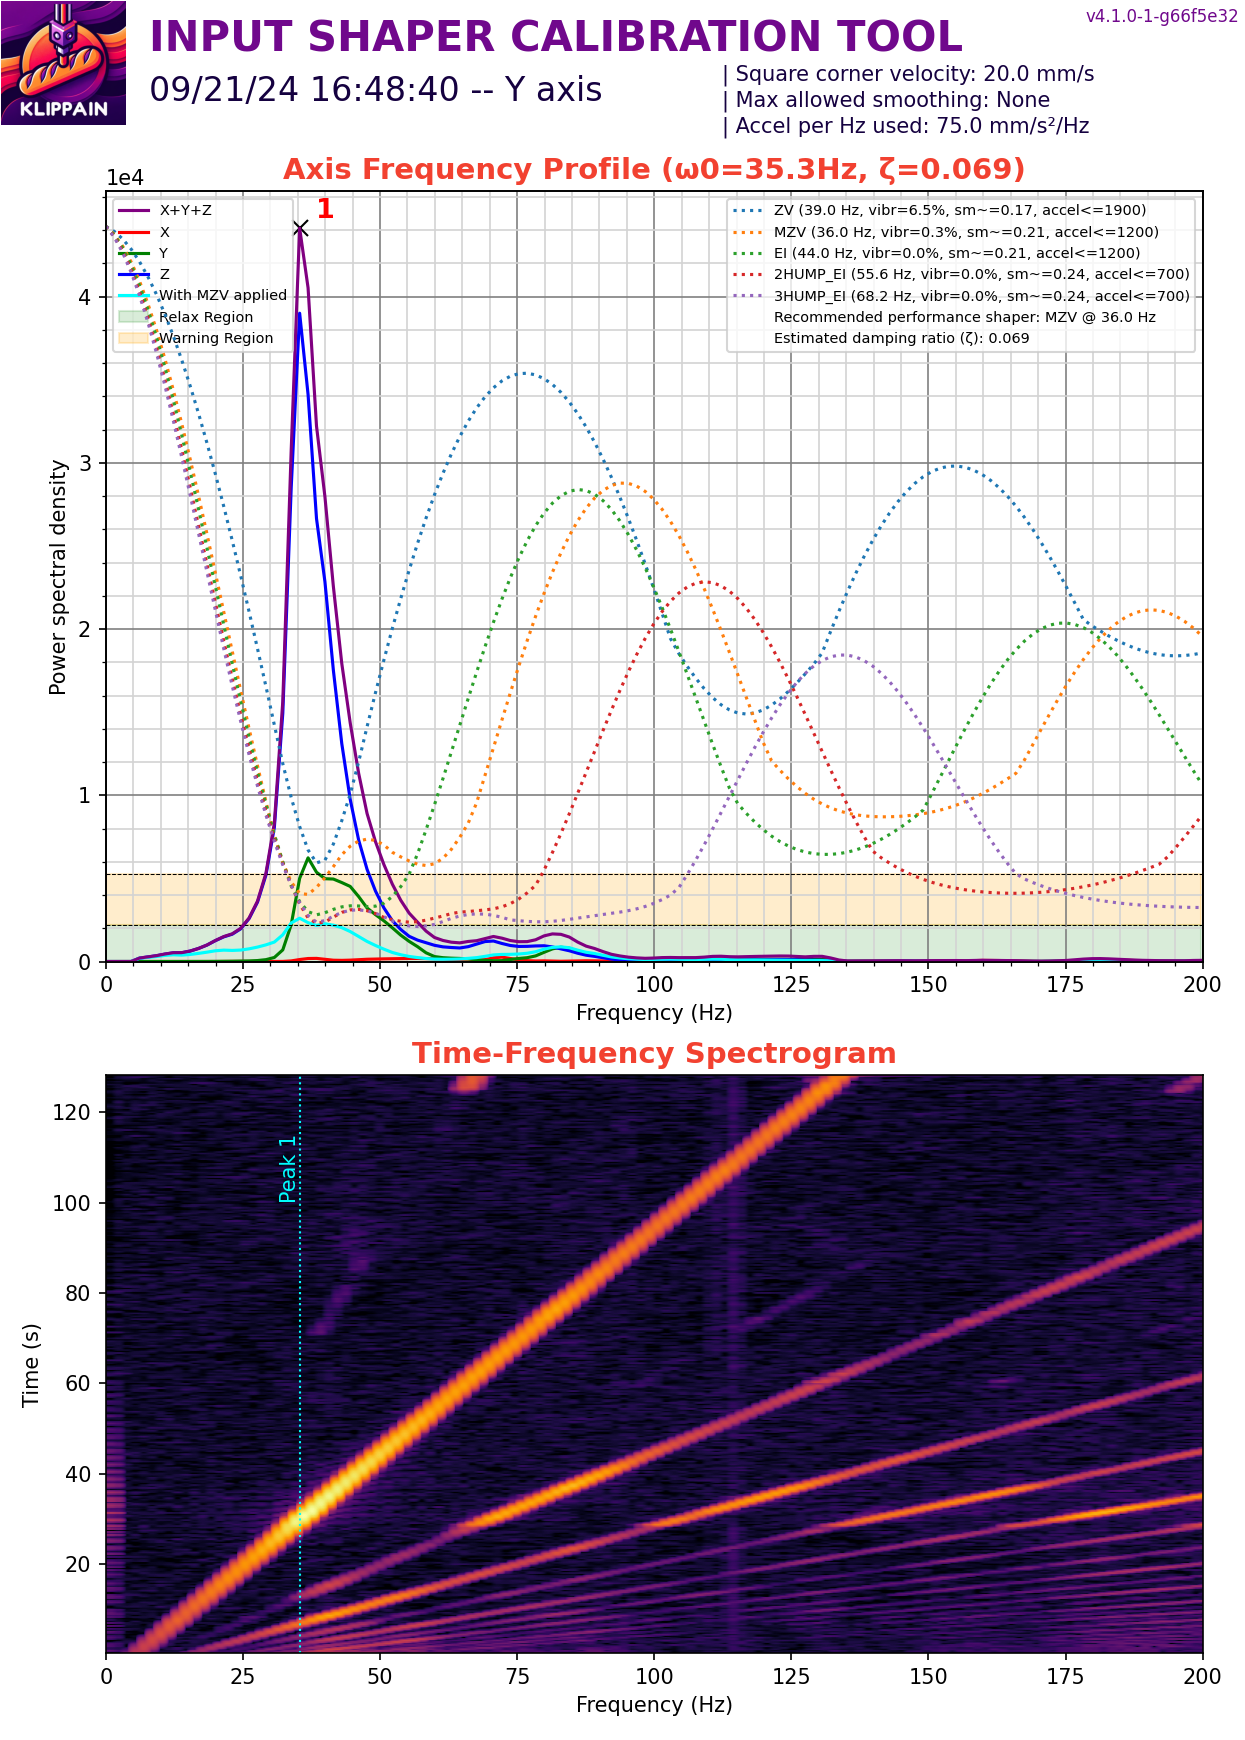 KLIPPAIN
INPUT SHAPER CALIBRATION TOOL
v4.1.0-1-g66f5e32
09/21/24 16:48:40 -- Y axis
| Square corner velocity: 20.0 mm/s
| Max allowed smoothing: None
| Accel per Hz used: 75.0 mm/s²/Hz
Axis Frequency Profile (ω0=35.3Hz, ζ=0.069)
1e4
X+Y+Z
X
Y
Z
With MZV applied
Relax Region
Warning Region
1
ZV (39.0 Hz, vibr=6.5%, sm~=0.17, accel<=1900)
MZV (36.0 Hz, vibr=0.3%, sm~=0.21, accel<=1200)
EI (44.0 Hz, vibr=0.0%, sm~=0.21, accel<=1200)
2HUMP_EI (55.6 Hz, vibr=0.0%, sm~=0.24, accel<=700)
3HUMP_EI (68.2 Hz, vibr=0.0%, sm~=0.24, accel<=700)
Recommended performance shaper: MZV @ 36.0 Hz
Estimated damping ratio (ζ): 0.069
Power spectral density
4
3
2
1
0
0 25 50 75 100 125 150 175 200
Frequency (Hz)
Time-Frequency Spectrogram
Time (s)
120
100
80
60
40
20
Peak 1
0 25 50 75 100 125 150 175 200
Frequency (Hz)